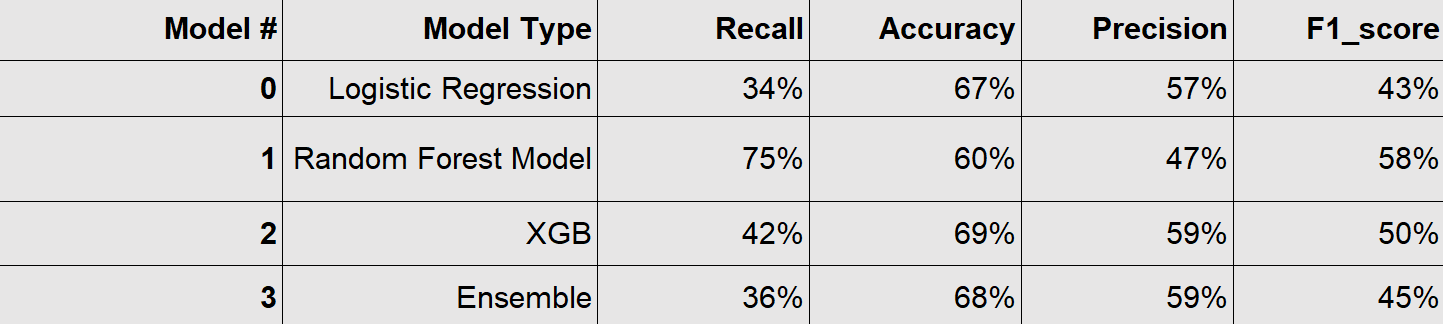 Model # Model Type Recall Accuracy Precision F1_score
0 Logistic Regression 34% 67% 57% 43%
1 Random Forest Model 75% 60% 47% 58%
2 XGB 42% 69% 59% 50%
3 Ensemble 36% 68% 59% 45%